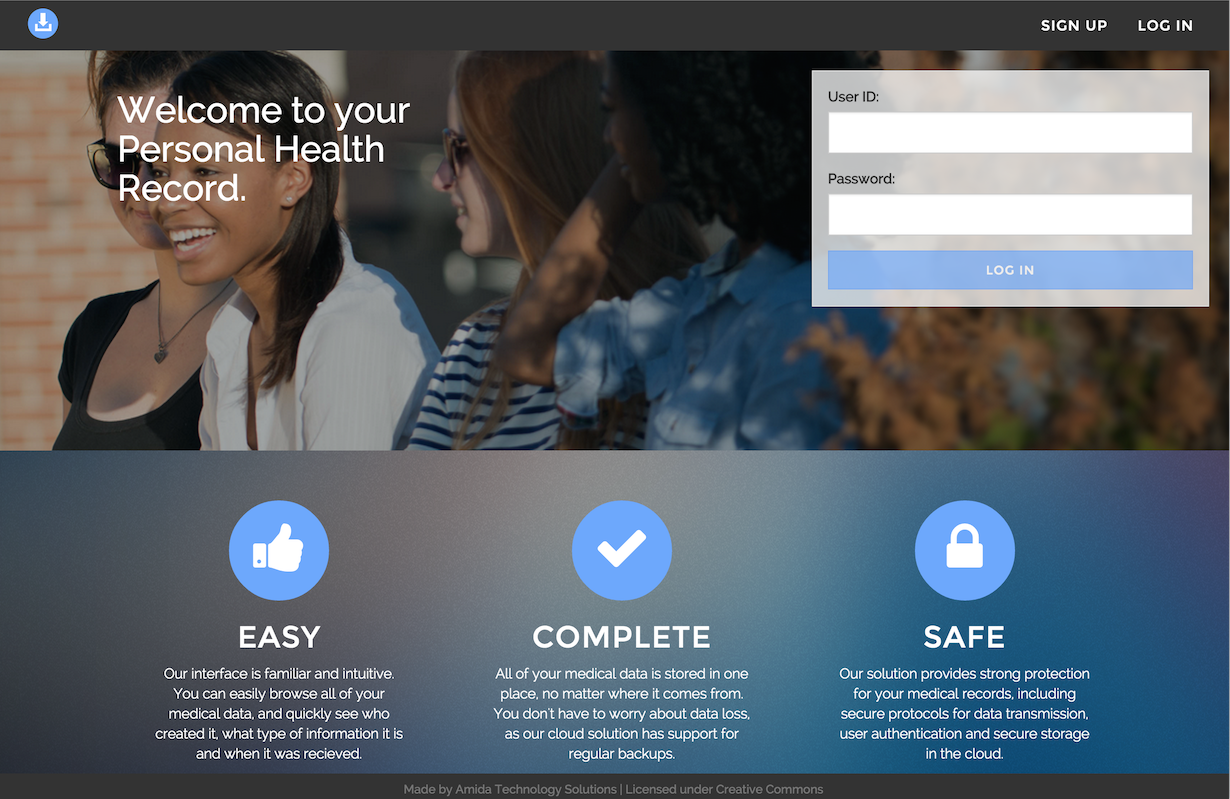 SIGN UP LOG IN
Welcome to your
Personal Health
Record.
User ID:
Password:
LOG IN
EASY
Our interface is familiar and intuitive.
You can easily browse all of your
medical data, and quickly see who
created it, what type of information it is
and when it was recieved.
COMPLETE
All of your medical data is stored in one
place, no matter where it comes from.
You don't have to worry about data loss,
as our cloud solution has support for
regular backups.
SAFE
Our solution provides strong protection
for your medical records, including
secure protocols for data transmission,
user authentication and secure storage
in the cloud.
Made by Amida Technology Solutions | Licensed under Creative Commons